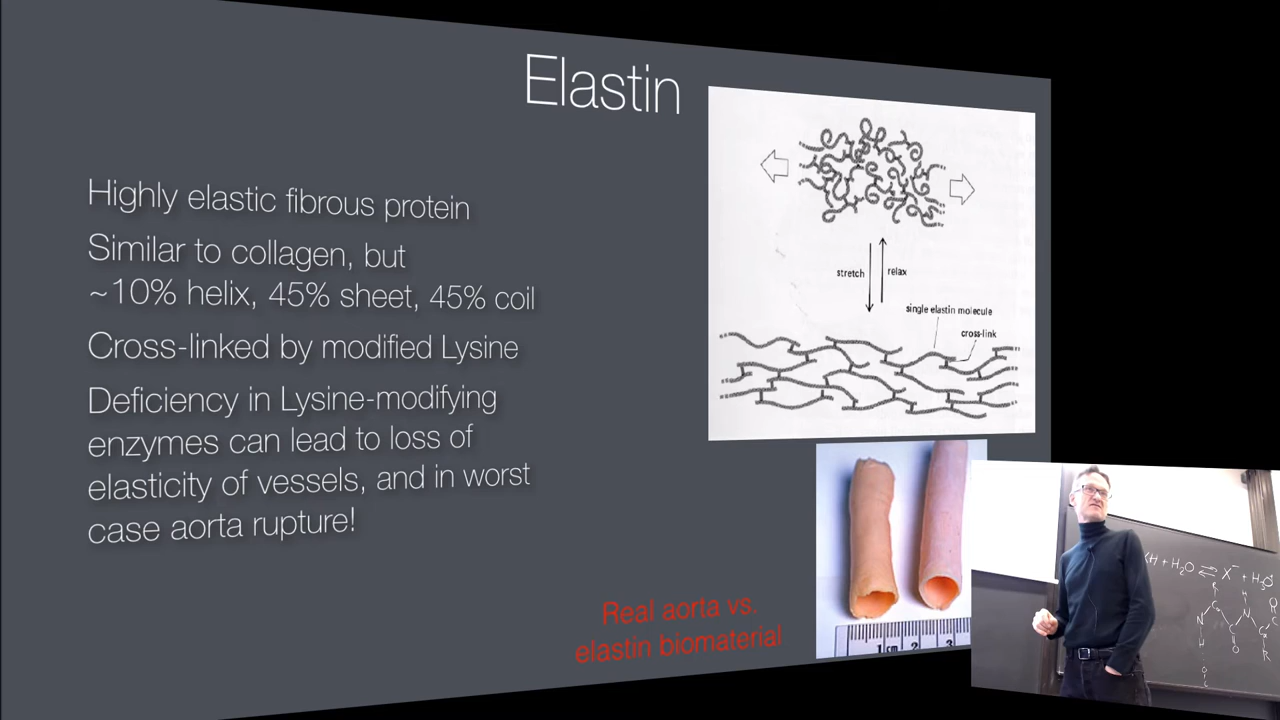 Elastin
Highly elastic fibrous protein
Similar to collagen, but
~10% helix, 45% sheet, 45% coil
Cross-linked by modified Lysine
Deficiency in Lysine-modifying
enzymes can lead to loss of
elasticity of vessels, and in worst
case aorta rupture!
stretch
relax
single elastin molecule
cross-link
Real aorta vs.
elastin biomaterial
1cm 2 3
H + H₂O ⇌ X⁻ + H₃O